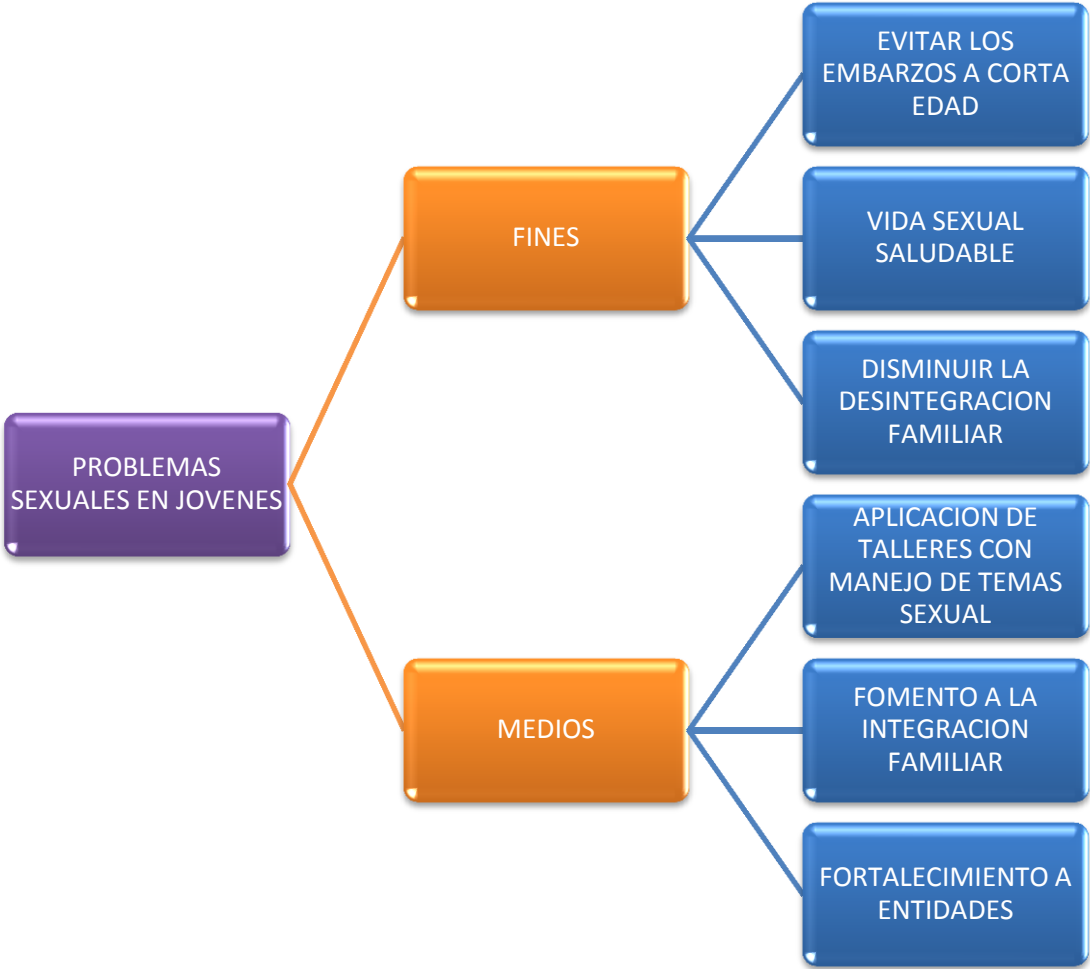 EVITAR LOS
EMBARZOS A CORTA
EDAD
FINES
VIDA SEXUAL
SALUDABLE
DISMINUIR LA
DESINTEGRACION
FAMILIAR
PROBLEMAS
SEXUALES EN JOVENES
APLICACION DE
TALLERES CON
MANEJO DE TEMAS
SEXUAL
MEDIOS
FOMENTO A LA
INTEGRACION
FAMILIAR
FORTALECIMIENTO A
ENTIDADES